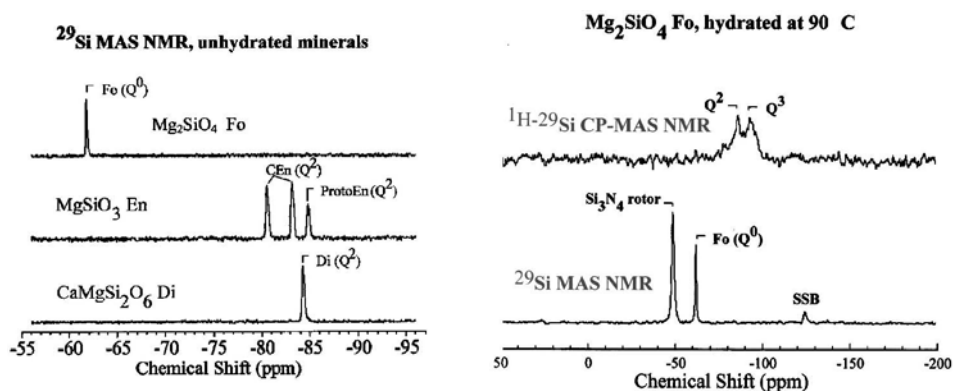 ²⁹Si MAS NMR, unhydrated minerals
Fo (Q⁰)
Mg₂SiO₄ Fo
CEn (Q²)
ProtoEn (Q²)
MgSiO₃ En
Di (Q²)
CaMgSi₂O₆ Di
-55 -60 -65 -70 -75 -80 -85 -90 -95
Chemical Shift (ppm)
Mg₂SiO₄ Fo, hydrated at 90 C
Q² Q³
¹H-²⁹Si CP-MAS NMR
Si₃N₄ rotor
Fo (Q⁰)
²⁹Si MAS NMR
SSB
50 0 -50 -100 -150 -200
Chemical Shift (ppm)